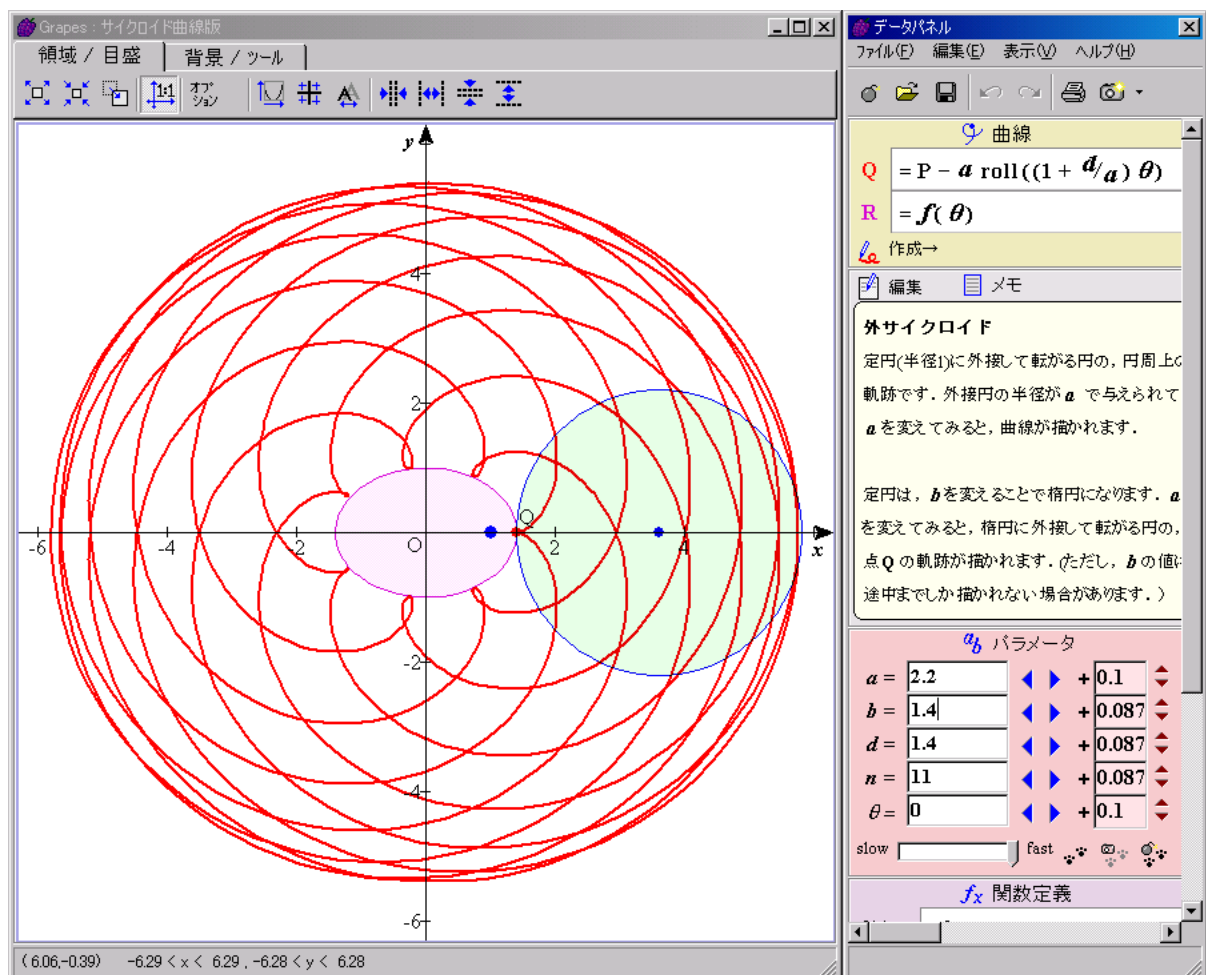 Grapes：サイクロイド曲線版
領域 / 目盛
背景 / ツール
1:1
オプション
y
4
2
-6
-4
-2
O
Q
2
4
x
-2
-4
-6
( 6.06,-0.39) -6.29 < x < 6.29 , -6.28 < y < 6.28
データパネル
ファイル(F) 編集(E) 表示(V) ヘルプ(H)
曲線
Q = P − a roll((1 + d/a) θ)
R = f( θ)
作成→
編集 メモ
外サイクロイド
定円(半径1)に外接して転がる円の, 円周上の
軌跡です. 外接円の半径が a で与えられて
aを変えてみると, 曲線が描かれます.
定円は, bを変えることで楕円になります. a
を変えてみると, 楕円に外接して転がる円の,
点Qの軌跡が描かれます. (ただし, bの値に
途中までしか描かれない場合があります. )
ab パラメータ
a = 2.2 + 0.1
b = 1.4 + 0.087
d = 1.4 + 0.087
n = 11 + 0.087
θ = 0 + 0.1
slow fast
fx 関数定義